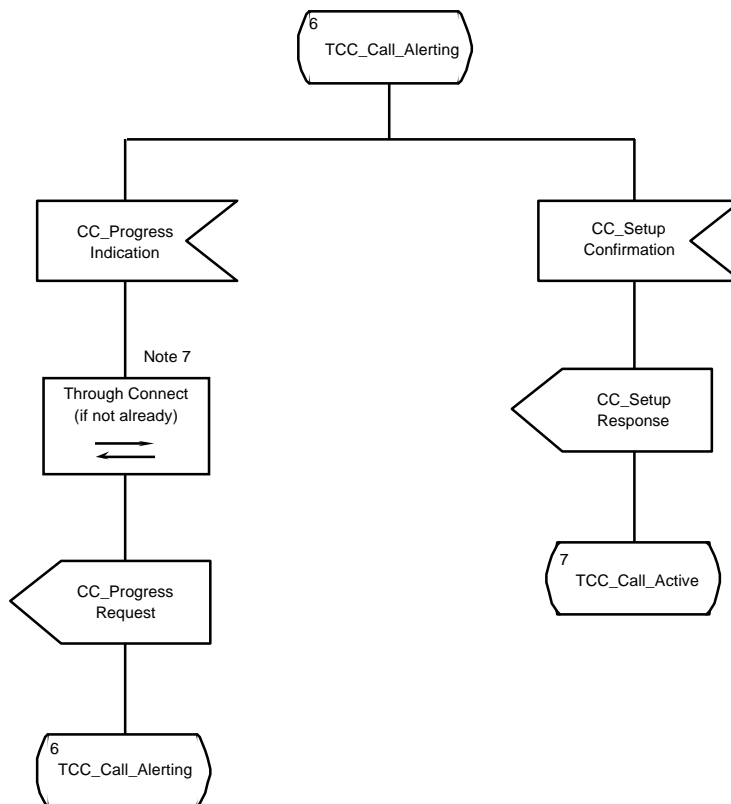 6
TCC_Call_Alerting
CC_Progress
Indication
CC_Setup
Confirmation
Note 7
Through Connect
(if not already)
CC_Setup
Response
CC_Progress
Request
7
TCC_Call_Active
6
TCC_Call_Alerting